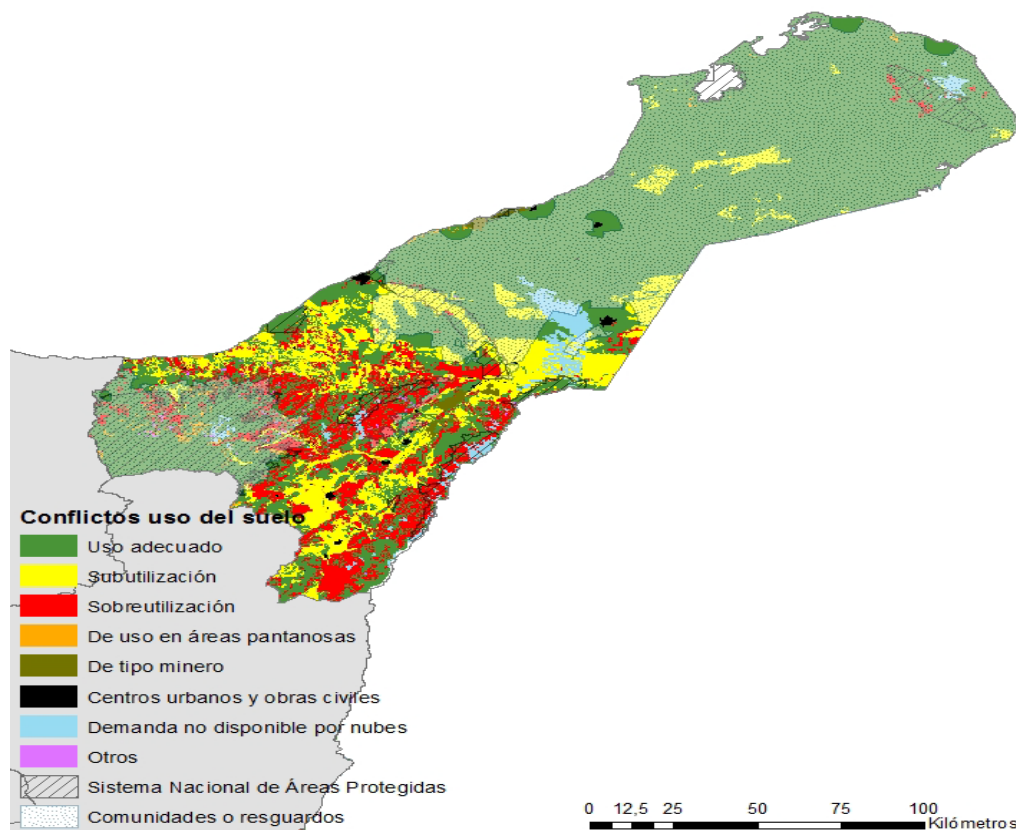 Conflictos uso del suelo
Uso adecuado
Subutilización
Sobreutilización
De uso en áreas pantanosas
De tipo minero
Centros urbanos y obras civiles
Demanda no disponible por nubes
Otros
Sistema Nacional de Áreas Protegidas
Comunidades o resguardos
0 12,5 25 50 75 100
Kilómetros